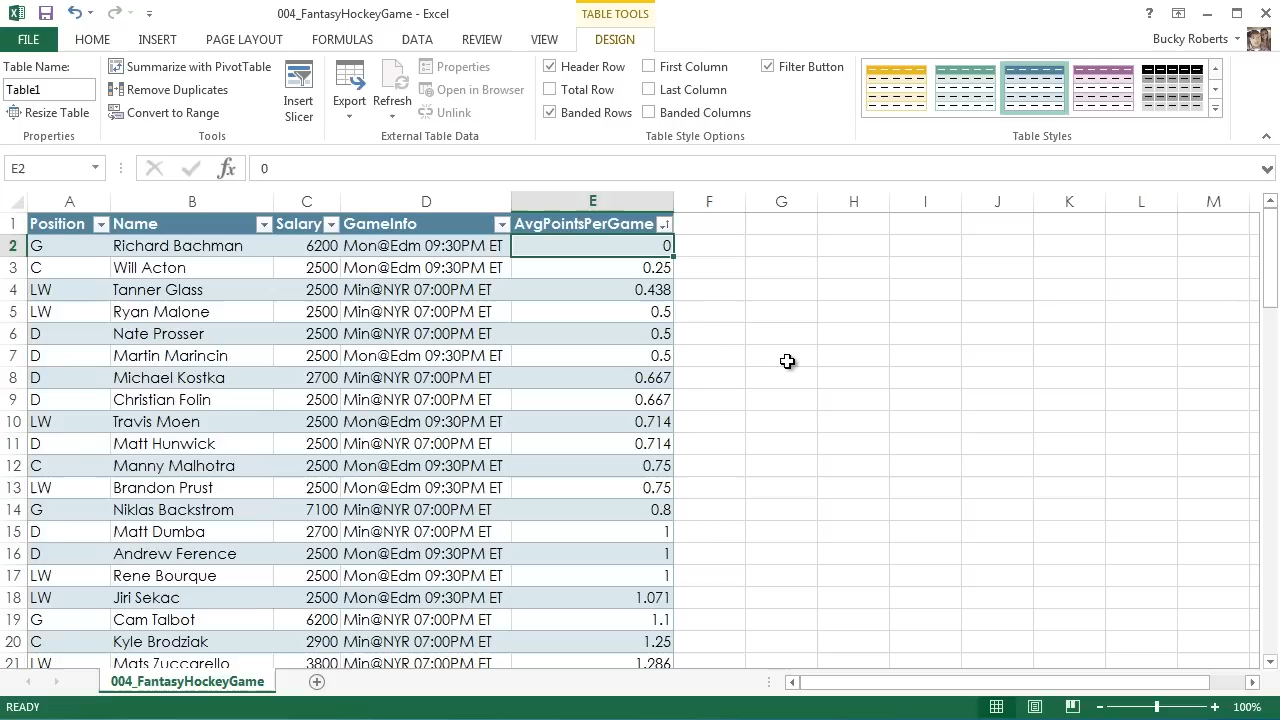 004_FantasyHockeyGame - Excel
TABLE TOOLS
?
FILE HOME INSERT PAGE LAYOUT FORMULAS DATA REVIEW VIEW DESIGN
Bucky Roberts
Table Name:
Table1
Resize Table
Properties
Summarize with PivotTable
Remove Duplicates
Convert to Range
Insert
Slicer
Tools
Export
Refresh
Properties
Open in Browser
Unlink
External Table Data
Header Row First Column Filter Button
Total Row Last Column
Banded Rows Banded Columns
Table Style Options
Table Styles
E2 fx 0
A B C D E F G H I J K L M
1 Position Name Salary GameInfo AvgPointsPerGame
2 G Richard Bachman 6200 Mon@Edm 09:30PM ET 0
3 C Will Acton 2500 Mon@Edm 09:30PM ET 0.25
4 LW Tanner Glass 2500 Min@NYR 07:00PM ET 0.438
5 LW Ryan Malone 2500 Min@NYR 07:00PM ET 0.5
6 D Nate Prosser 2500 Min@NYR 07:00PM ET 0.5
7 D Martin Marincin 2500 Mon@Edm 09:30PM ET 0.5
8 D Michael Kostka 2700 Min@NYR 07:00PM ET 0.667
9 D Christian Folin 2500 Min@NYR 07:00PM ET 0.667
10 LW Travis Moen 2500 Mon@Edm 09:30PM ET 0.714
11 D Matt Hunwick 2500 Min@NYR 07:00PM ET 0.714
12 C Manny Malhotra 2500 Mon@Edm 09:30PM ET 0.75
13 LW Brandon Prust 2500 Mon@Edm 09:30PM ET 0.75
14 G Niklas Backstrom 7100 Min@NYR 07:00PM ET 0.8
15 D Matt Dumba 2700 Min@NYR 07:00PM ET 1
16 D Andrew Ference 2500 Mon@Edm 09:30PM ET 1
17 LW Rene Bourque 2500 Mon@Edm 09:30PM ET 1
18 LW Jiri Sekac 2500 Mon@Edm 09:30PM ET 1.071
19 G Cam Talbot 6200 Min@NYR 07:00PM ET 1.1
20 C Kyle Brodziak 2900 Min@NYR 07:00PM ET 1.25
21 LW Mats Zuccarello 3800 Min@NYR 07:00PM ET 1.286
004_FantasyHockeyGame
READY 100%